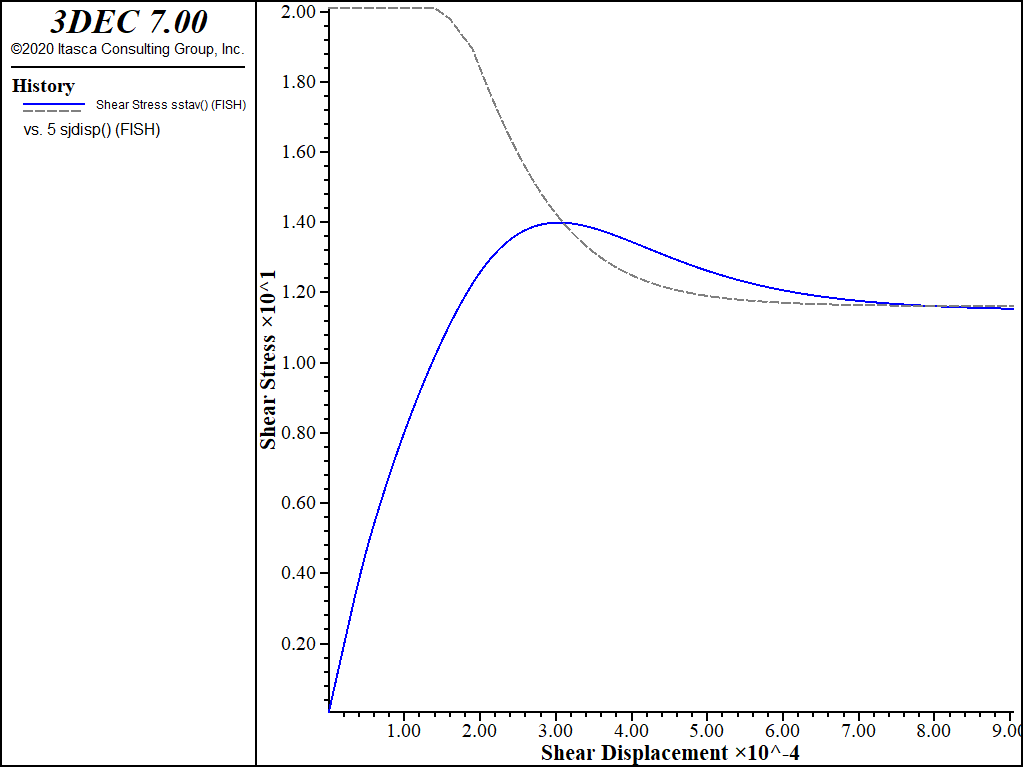 3DEC 7.00
©2020 Itasca Consulting Group, Inc.
History
Shear Stress sstav() (FISH)
vs. 5 sjdisp() (FISH)
2.00
1.80
1.60
1.40
1.20
1.00
0.80
0.60
0.40
0.20
Shear Stress ×10^1
1.00 2.00 3.00 4.00 5.00 6.00 7.00 8.00 9.00
Shear Displacement ×10^-4